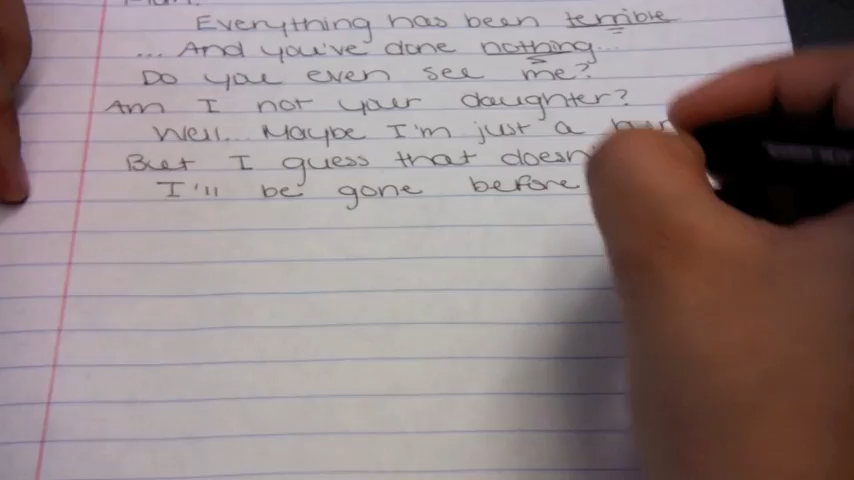 Everything has been terrible
... And you've done nothing...
Do you even see me?
Am I not your daughter?
Well... Maybe I'm just a
But I guess that
I'll be gone before